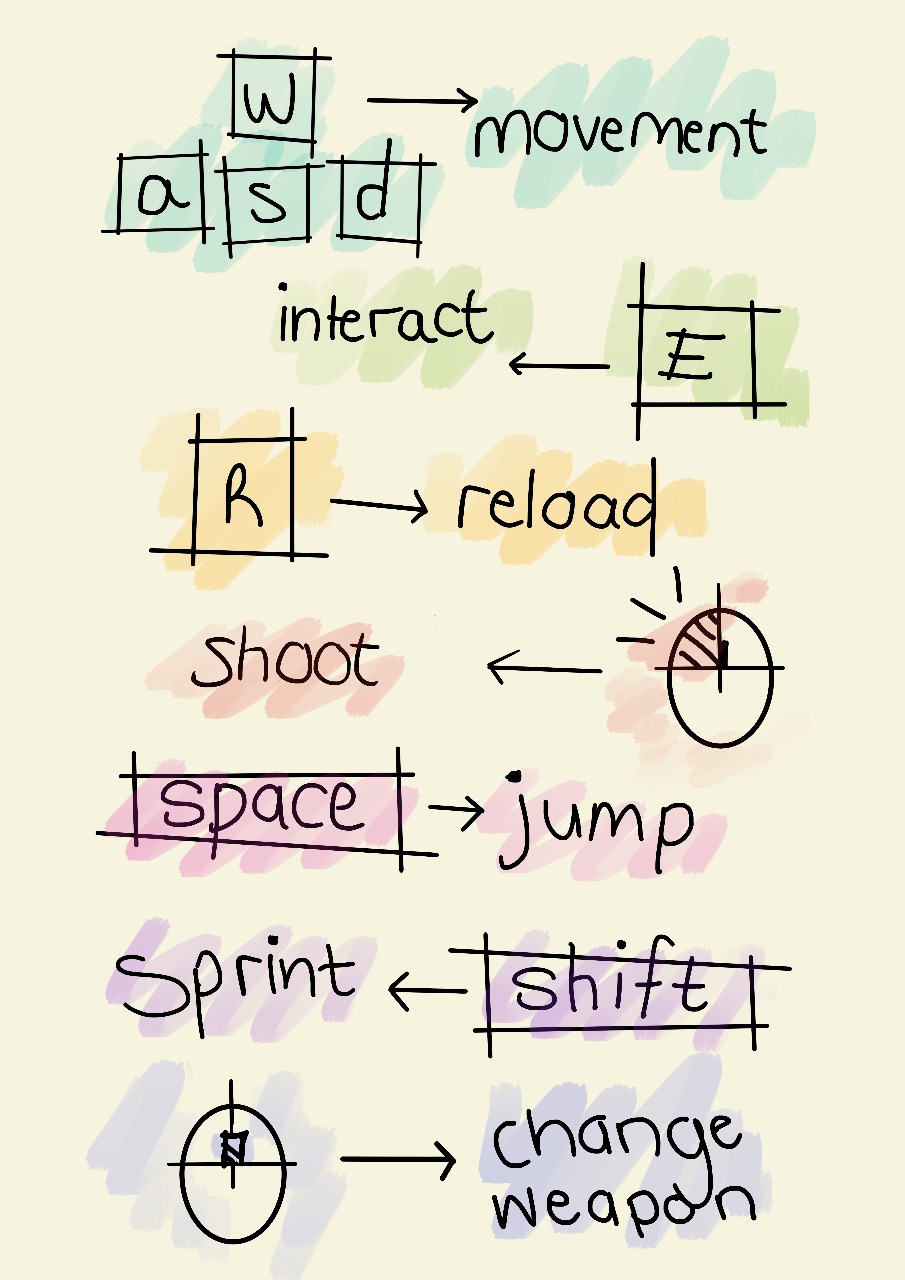 W
movement
a s d
interact
E
R
reload
shoot
space
jump
Sprint
shift
change
weapon